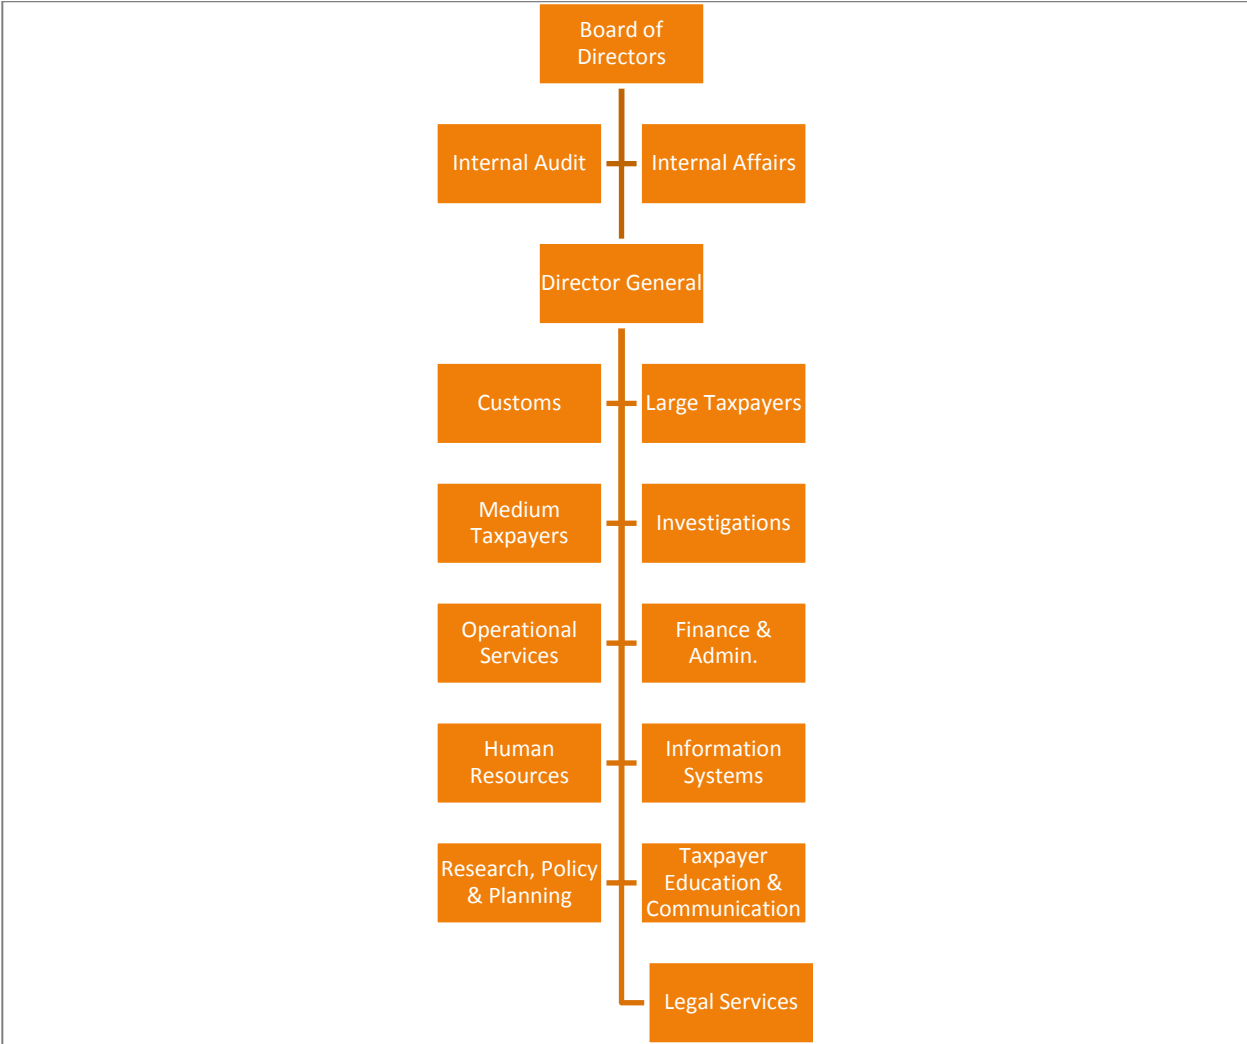 Board of
Directors
Internal Audit
Internal Affairs
Director General
Customs
Large Taxpayers
Medium
Taxpayers
Investigations
Operational
Services
Finance &
Admin.
Human
Resources
Information
Systems
Research, Policy
& Planning
Taxpayer
Education &
Communication
Legal Services